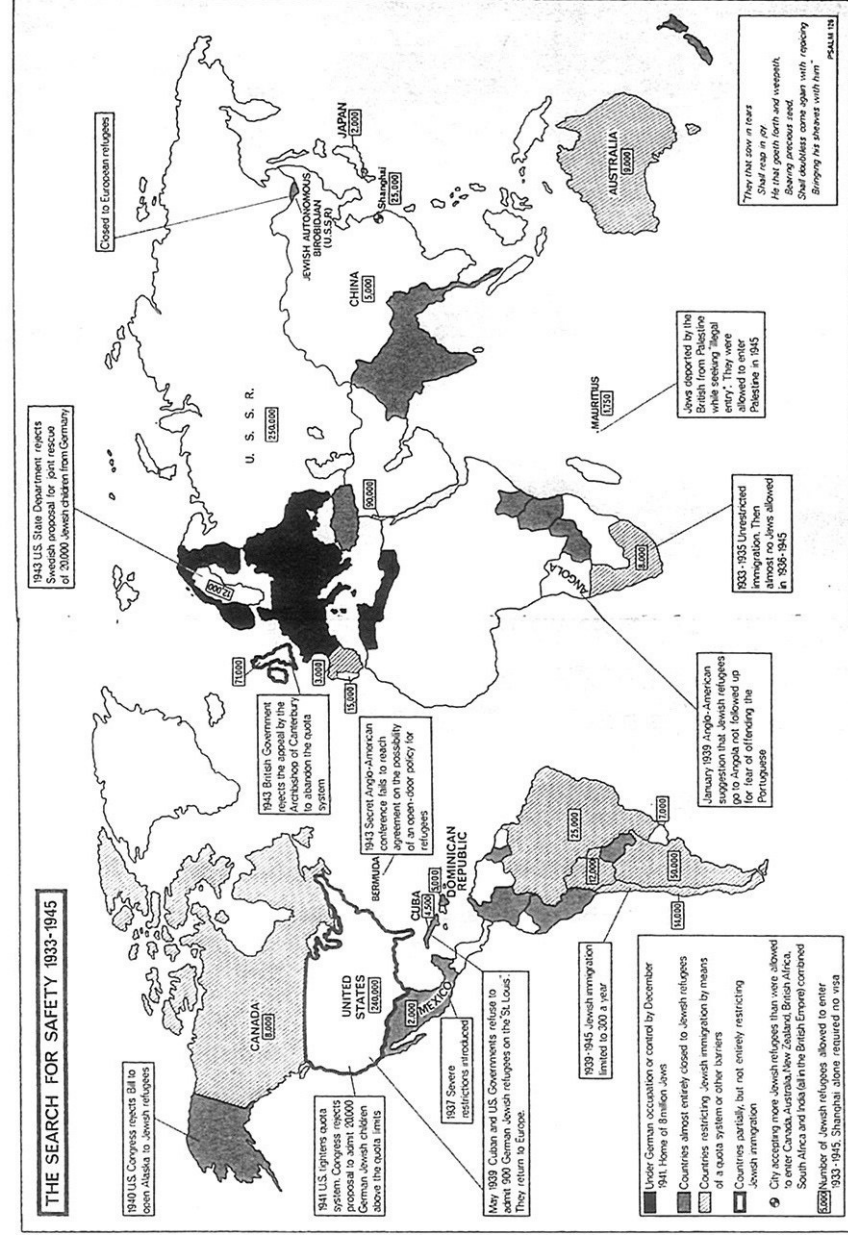 THE SEARCH FOR SAFETY 1933-1945
1940 U.S. Congress rejects Bill to
open Alaska to Jewish refugees
1941 U.S. tightens quota
system. Congress rejects
proposal to admit 20,000
German Jewish children
above the quota limits
May 1939 Cuban and U.S. Governments refuse to
admit 900 German Jewish refugees on the "St. Louis".
They return to Europe.
1937 Severe
restrictions introduced
1939-1945 Jewish immigration
limited to 300 a year
CANADA
8,000
UNITED
STATES
240,000
MEXICO
2,000
BERMUDA
CUBA
4,500
5,000
DOMINICAN
REPUBLIC
25,000
12,000
7,000
50,000
14,000
1943 British Government
rejects the appeal by the
Archbishop of Canterbury
to abandon the quota
system
1943 Secret Anglo-American
conference fails to reach
agreement on the possibility
of an open-door policy for
refugees
January 1939 Anglo-American
suggestion that Jewish refugees
go to Angola not followed up
for fear of offending the
Portuguese
1943 U.S. State Department rejects
Swedish proposal for joint rescue
of 20,000 Jewish children from Germany
71,000
3,000
15,000
12,000
90,000
U. S. S. R.
250,000
ANGOLA
8,000
1933-1935 Unrestricted
immigration. Then
almost no Jews allowed
in 1936-1945
MAURITIUS
1,750
Jews deported by the
British from Palestine
while seeking "illegal
entry". They were
allowed to enter
Palestine in 1945
Closed to European refugees
JEWISH AUTONOMOUS
BIROBIDJAN
(U.S.S.R)
JAPAN
2,000
Shanghai
25,000
CHINA
5,000
AUSTRALIA
9,000
"They that sow in tears
Shall reap in joy.
He that goeth forth and weepeth,
Bearing precious seed,
Shall doubtless come again with rejoicing
Bringing his sheaves with him"
PSALM 126
Under German occupation or control by December
1941. Home of 8 million Jews
Countries almost entirely closed to Jewish refugees
Countries restricting Jewish immigration by means
of a quota system or other barriers
Countries partially, but not entirely restricting
Jewish immigration
City accepting more Jewish refugees than were allowed
to enter Canada, Australia, New Zealand, British Africa,
South Africa and India (all in the British Empire) combined
5,000 Number of Jewish refugees allowed to enter
1933-1945, Shanghai alone required no visa